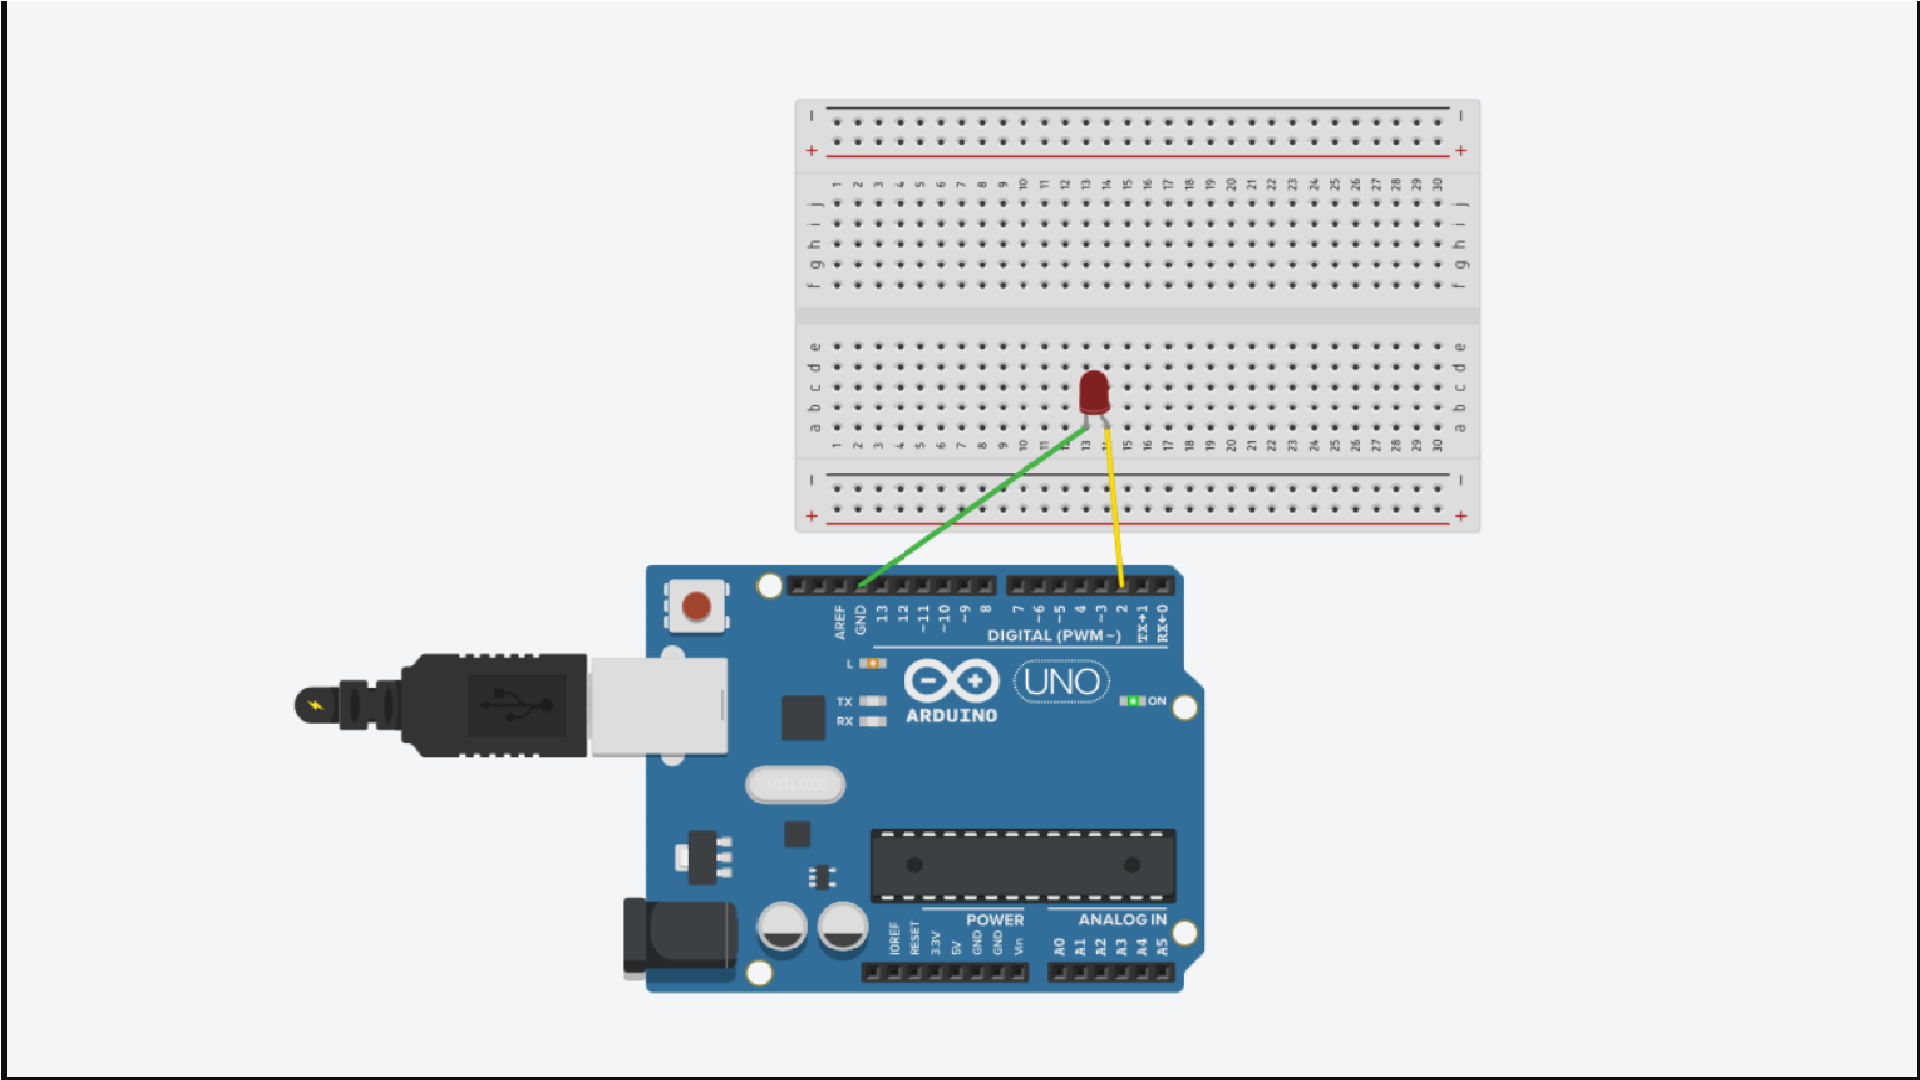 − −
+ +
1 2 3 4 5 6 7 8 9 10 11 12 13 14 15 16 17 18 19 20 21 22 23 24 25 26 27 28 29 30
j j
i i
h h
g g
f f
e e
d d
c c
b b
a a
1 2 3 4 5 6 7 8 9 10 11 13 15 16 17 18 19 20 21 22 23 24 25 26 27 28 29 30
− −
+ +
AREF GND 13 12 ~11 ~10 ~9 8 7 ~6 ~5 4 ~3 2 TX→1 RX←0
DIGITAL (PWM~)
L
TX
RX
UNO
ON
ARDUINO
POWER ANALOG IN
IOREF RESET 3.3V 5V GND GND Vin A0 A1 A2 A3 A4 A5